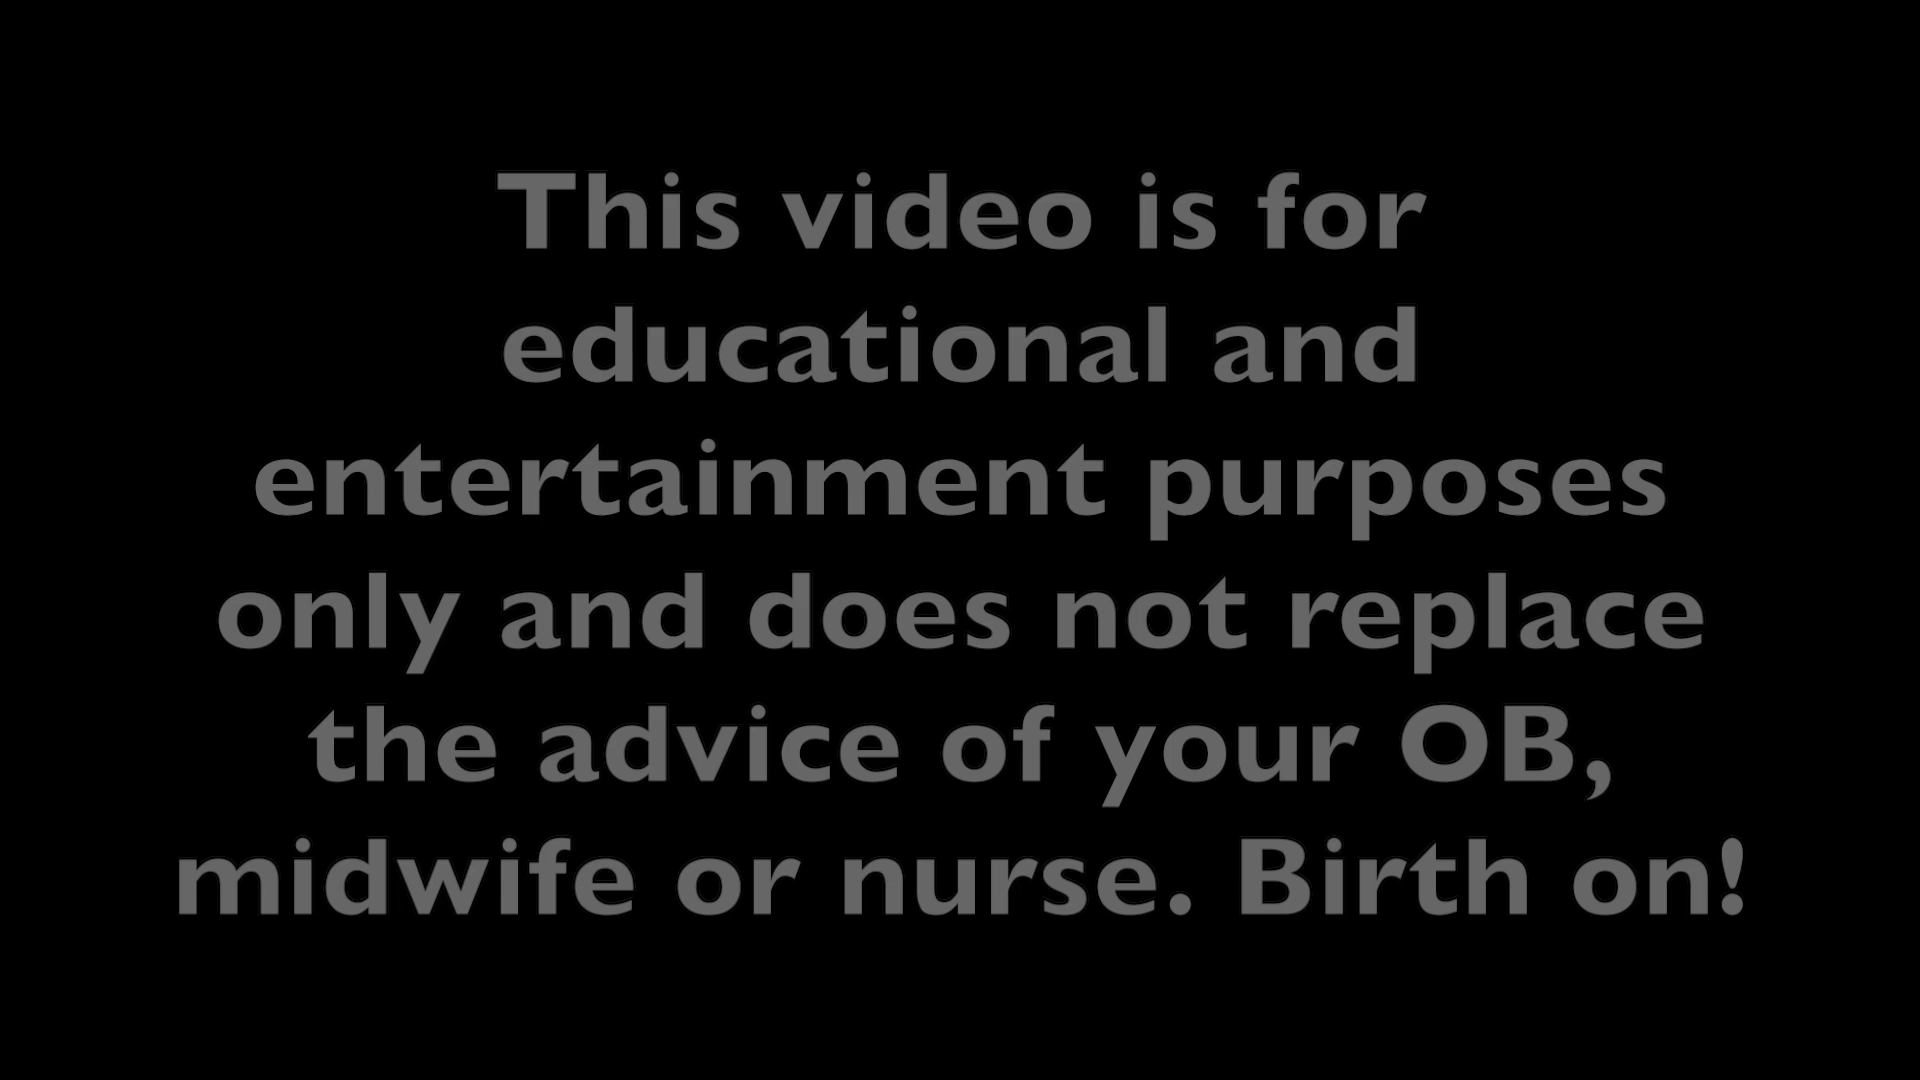 This video is for
educational and
entertainment purposes
only and does not replace
the advice of your OB,
midwife or nurse. Birth on!